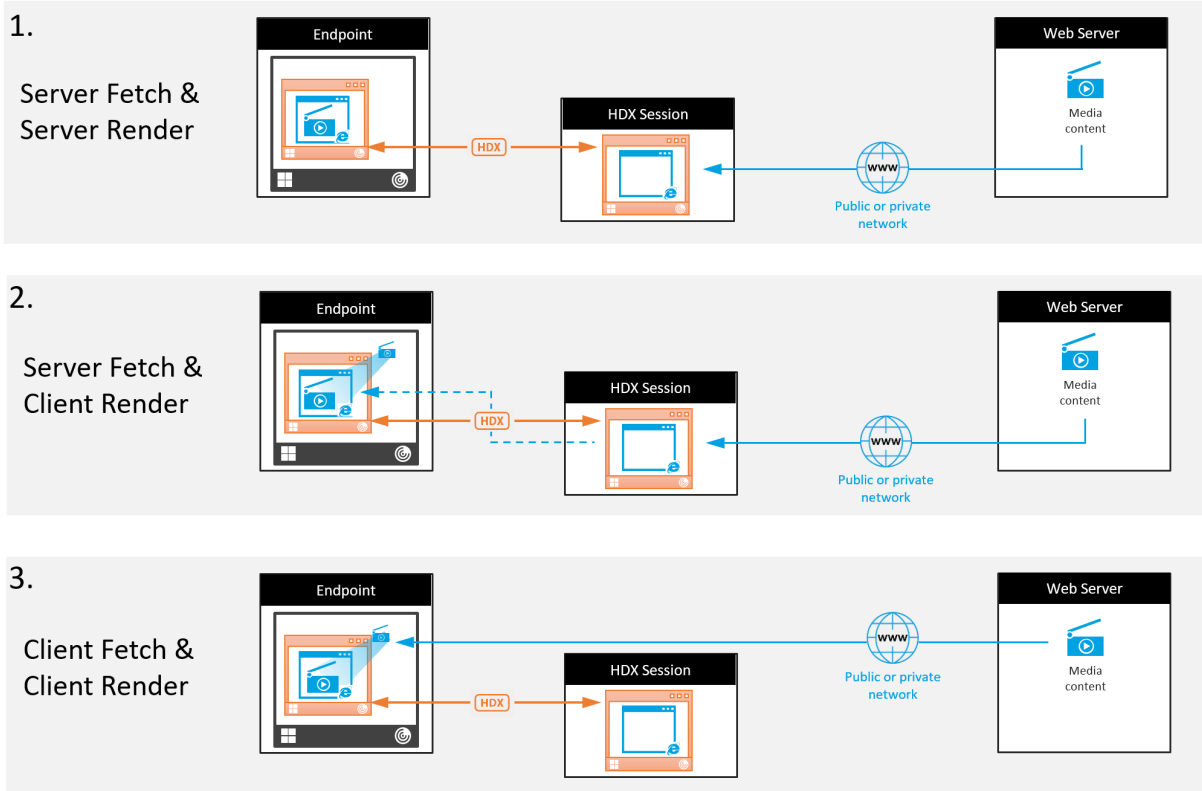 1.
Server Fetch &
Server Render
Endpoint
HDX
HDX Session
www
Public or private
network
Web Server
Media
content
2.
Server Fetch &
Client Render
Endpoint
HDX
HDX Session
www
Public or private
network
Web Server
Media
content
3.
Client Fetch &
Client Render
Endpoint
HDX
HDX Session
www
Public or private
network
Web Server
Media
content